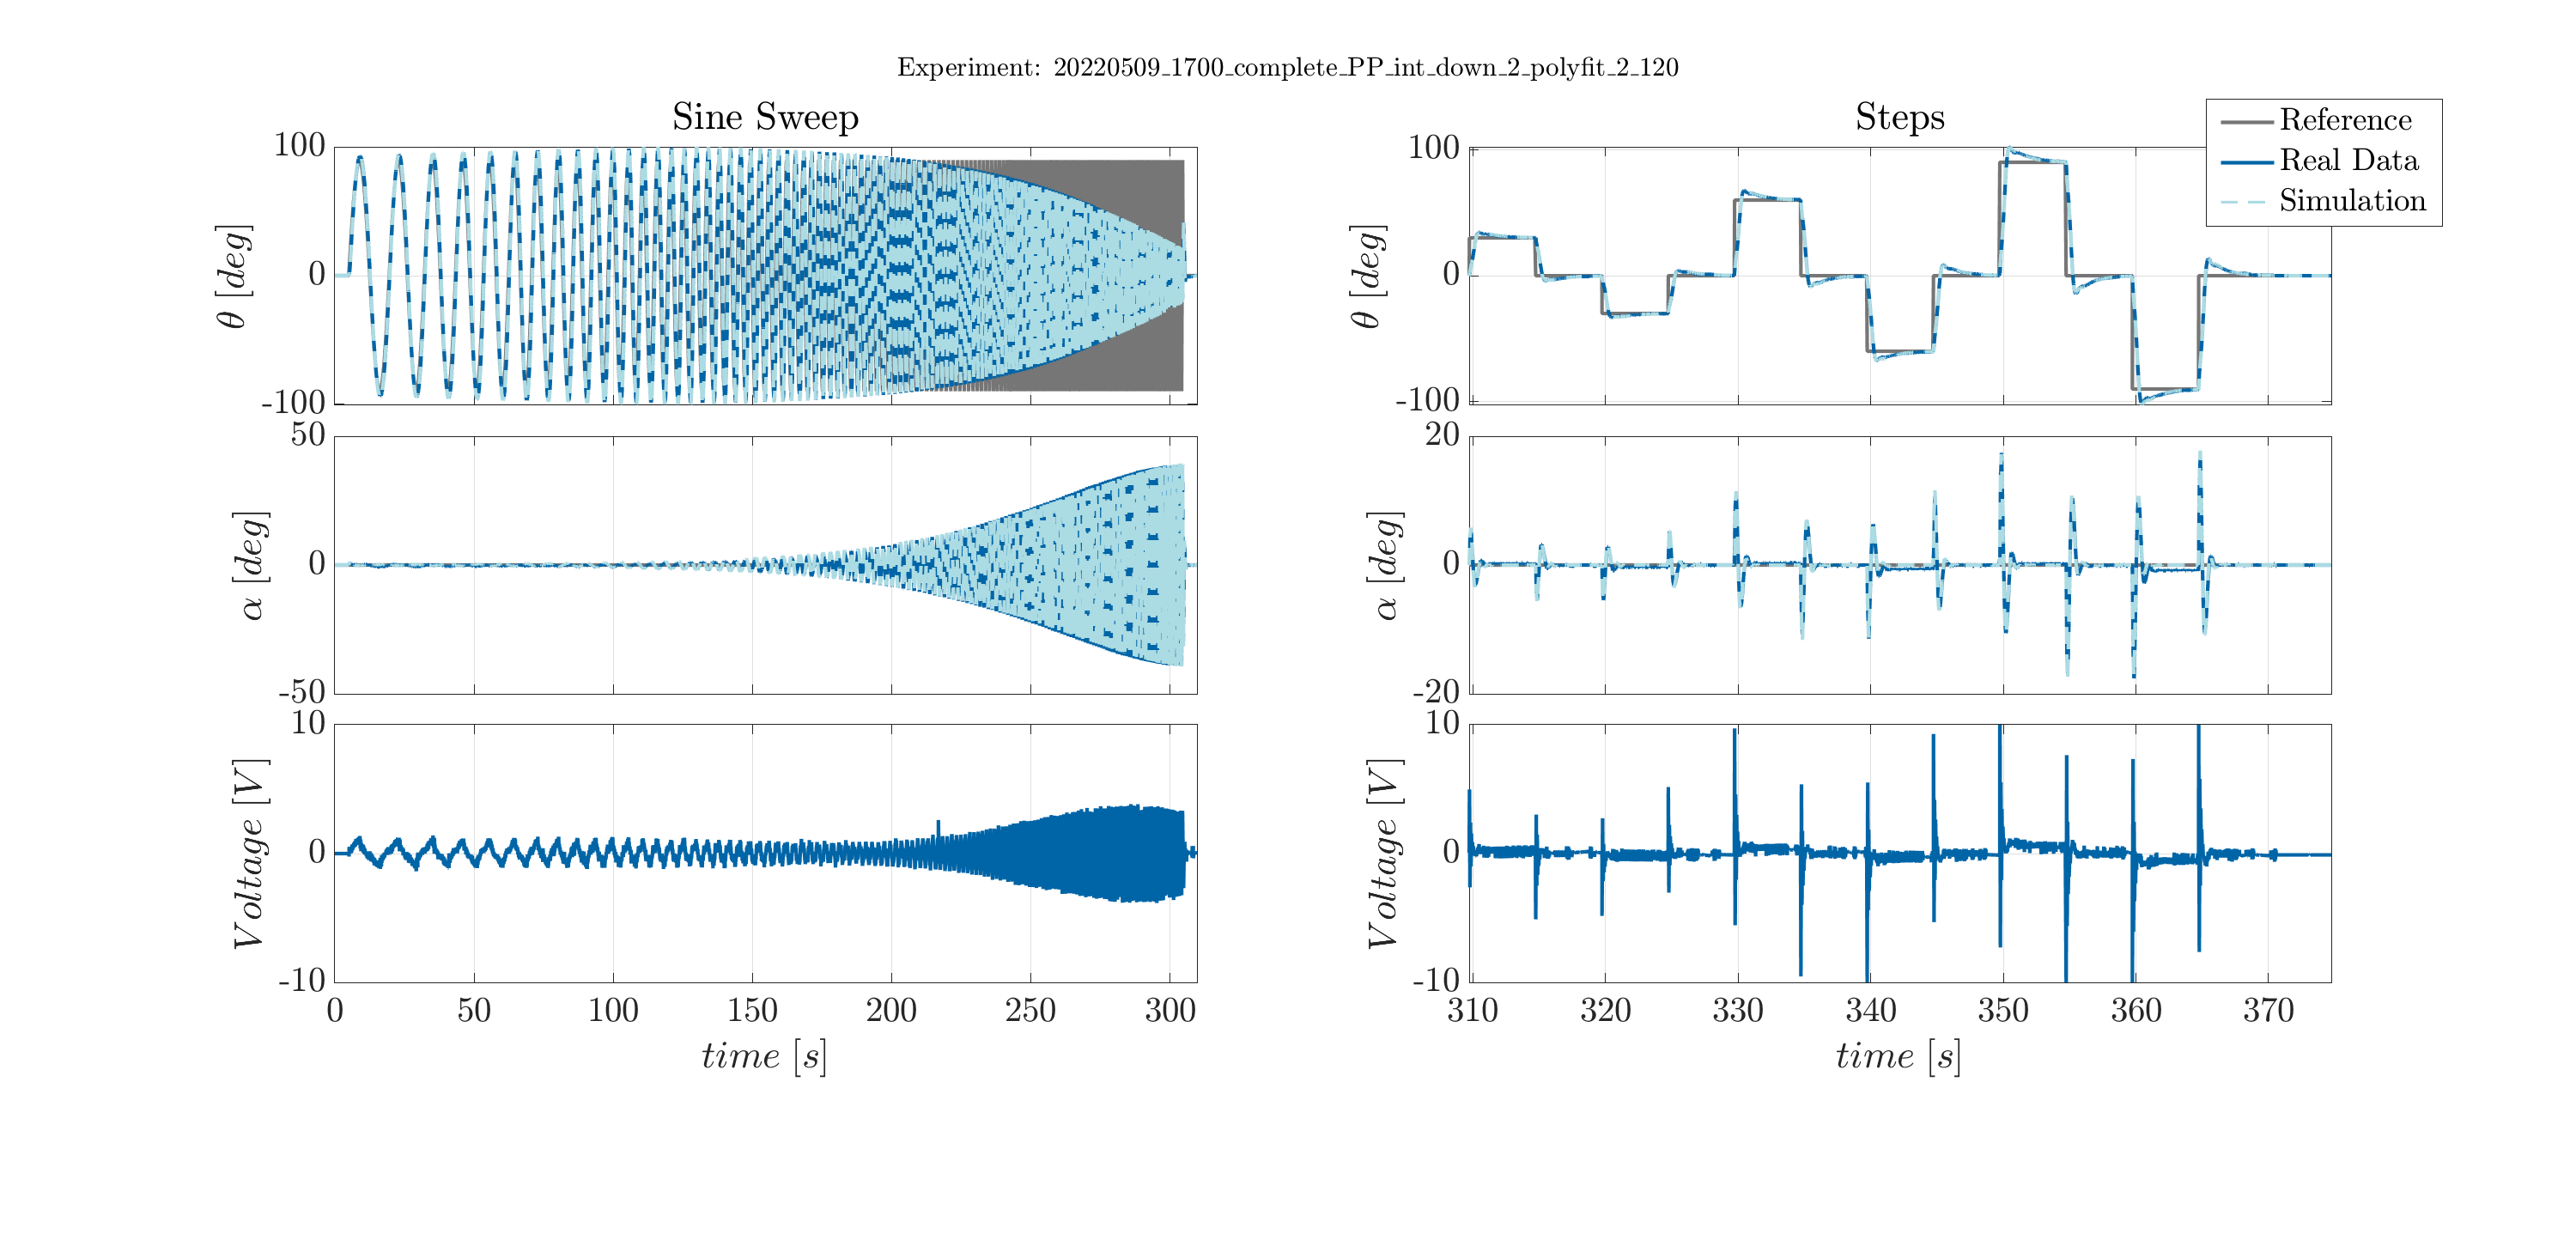 Experiment: 20220509_1700_complete_PP_int_down_2_polyfit_2_120
Sine Sweep
100
0
-100
θ [deg]
50
0
-50
α [deg]
10
0
-10
Voltage [V]
0 50 100 150 200 250 300
time [s]
Steps
Reference
Real Data
Simulation
100
0
-100
θ [deg]
20
0
-20
α [deg]
10
0
-10
Voltage [V]
310 320 330 340 350 360 370
time [s]